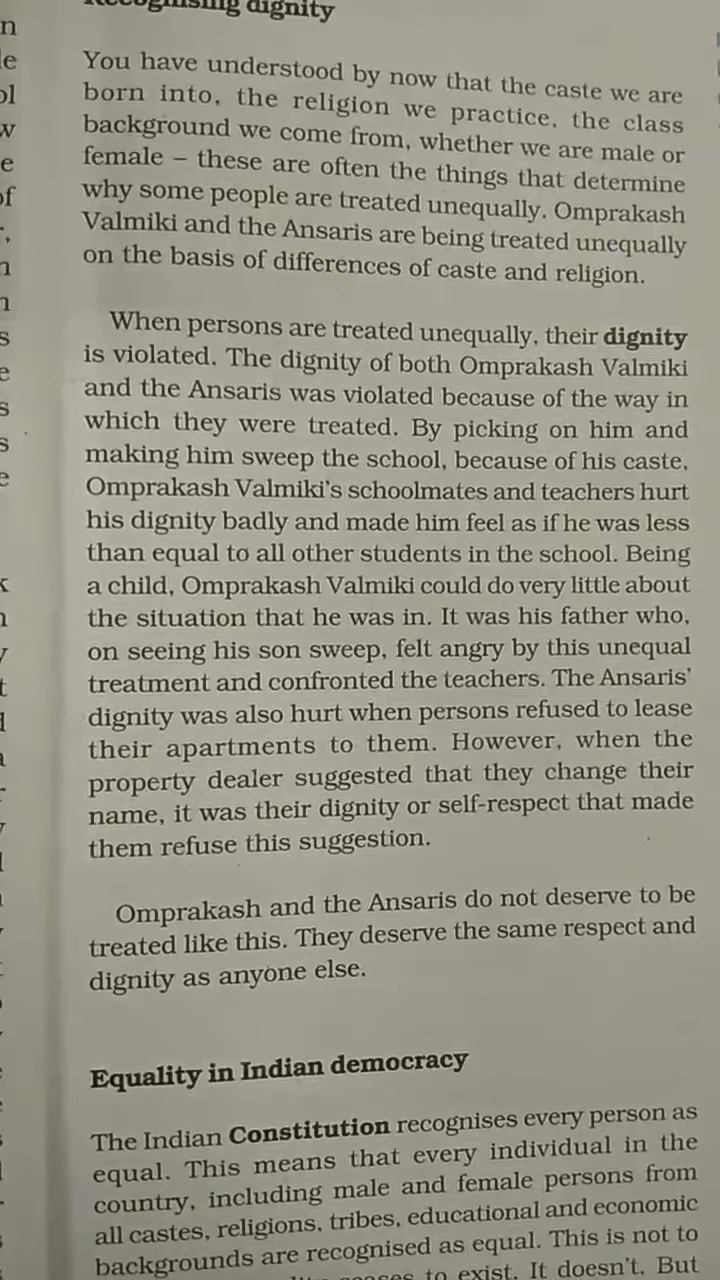 Recognising dignity
You have understood by now that the caste we are
born into, the religion we practice, the class
background we come from, whether we are male or
female – these are often the things that determine
why some people are treated unequally. Omprakash
Valmiki and the Ansaris are being treated unequally
on the basis of differences of caste and religion.
When persons are treated unequally, their dignity
is violated. The dignity of both Omprakash Valmiki
and the Ansaris was violated because of the way in
which they were treated. By picking on him and
making him sweep the school, because of his caste,
Omprakash Valmiki's schoolmates and teachers hurt
his dignity badly and made him feel as if he was less
than equal to all other students in the school. Being
a child, Omprakash Valmiki could do very little about
the situation that he was in. It was his father who,
on seeing his son sweep, felt angry by this unequal
treatment and confronted the teachers. The Ansaris'
dignity was also hurt when persons refused to lease
their apartments to them. However, when the
property dealer suggested that they change their
name, it was their dignity or self-respect that made
them refuse this suggestion.
Omprakash and the Ansaris do not deserve to be
treated like this. They deserve the same respect and
dignity as anyone else.
Equality in Indian democracy
The Indian Constitution recognises every person as
equal. This means that every individual in the
country, including male and female persons from
all castes, religions, tribes, educational and economic
backgrounds are recognised as equal. This is not to
to exist. It doesn't. But